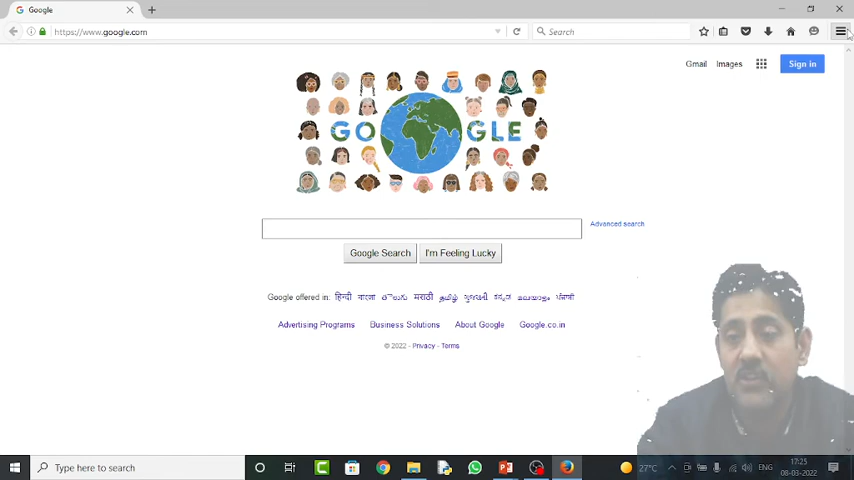 Google
https://www.google.com
Search
Gmail Images Sign in
GO GLE
Advanced search
Google Search I'm Feeling Lucky
Google offered in: हिन्दी বাংলা తెలుగు मराठी தமிழ் ગુજરાતી ಕನ್ನಡ മലയാളം ਪੰਜਾਬੀ
Advertising Programs Business Solutions About Google Google.co.in
© 2022 - Privacy - Terms
Type here to search
27°C ENG
17:25
08-03-2022